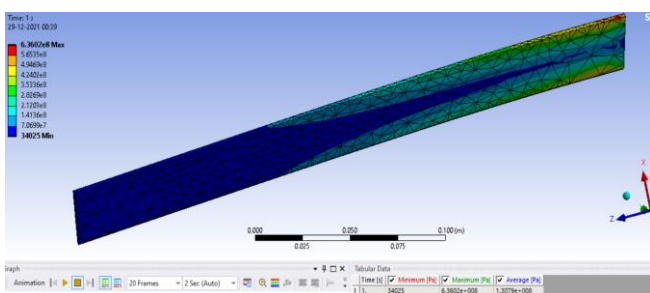 Time: 1
29-12-2021 00:39
6.3602e8 Max
5.6535e8
4.9469e8
4.2402e8
3.5336e8
2.8269e8
2.1203e8
1.4136e8
7.0699e7
34025 Min
X
Z
0.000 0.050 0.100 (m)
0.025 0.075
Graph
Animation 20 Frames 2 Sec (Auto)
Tabular Data
Time [s] Minimum [Pa] Maximum [Pa] Average [Pa]
1 1. 34025 6.3602e+008 1.3079e+008